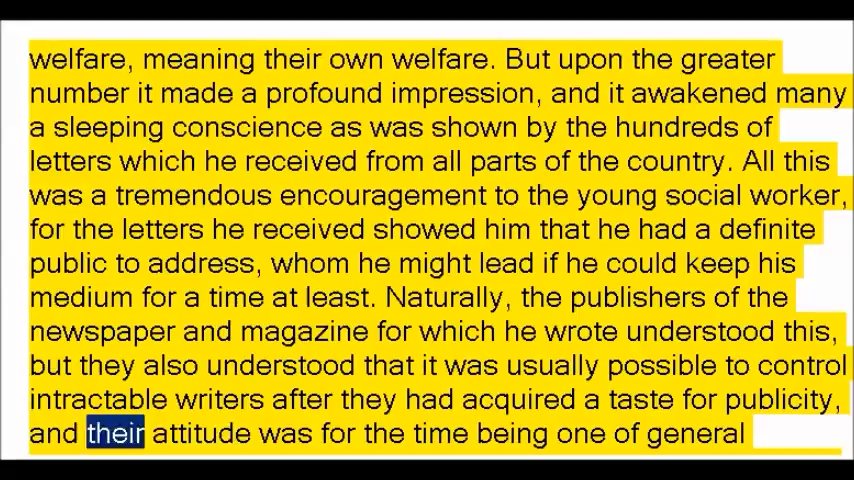 welfare, meaning their own welfare. But upon the greater
number it made a profound impression, and it awakened many
a sleeping conscience as was shown by the hundreds of
letters which he received from all parts of the country. All this
was a tremendous encouragement to the young social worker,
for the letters he received showed him that he had a definite
public to address, whom he might lead if he could keep his
medium for a time at least. Naturally, the publishers of the
newspaper and magazine for which he wrote understood this,
but they also understood that it was usually possible to control
intractable writers after they had acquired a taste for publicity,
and their attitude was for the time being one of general